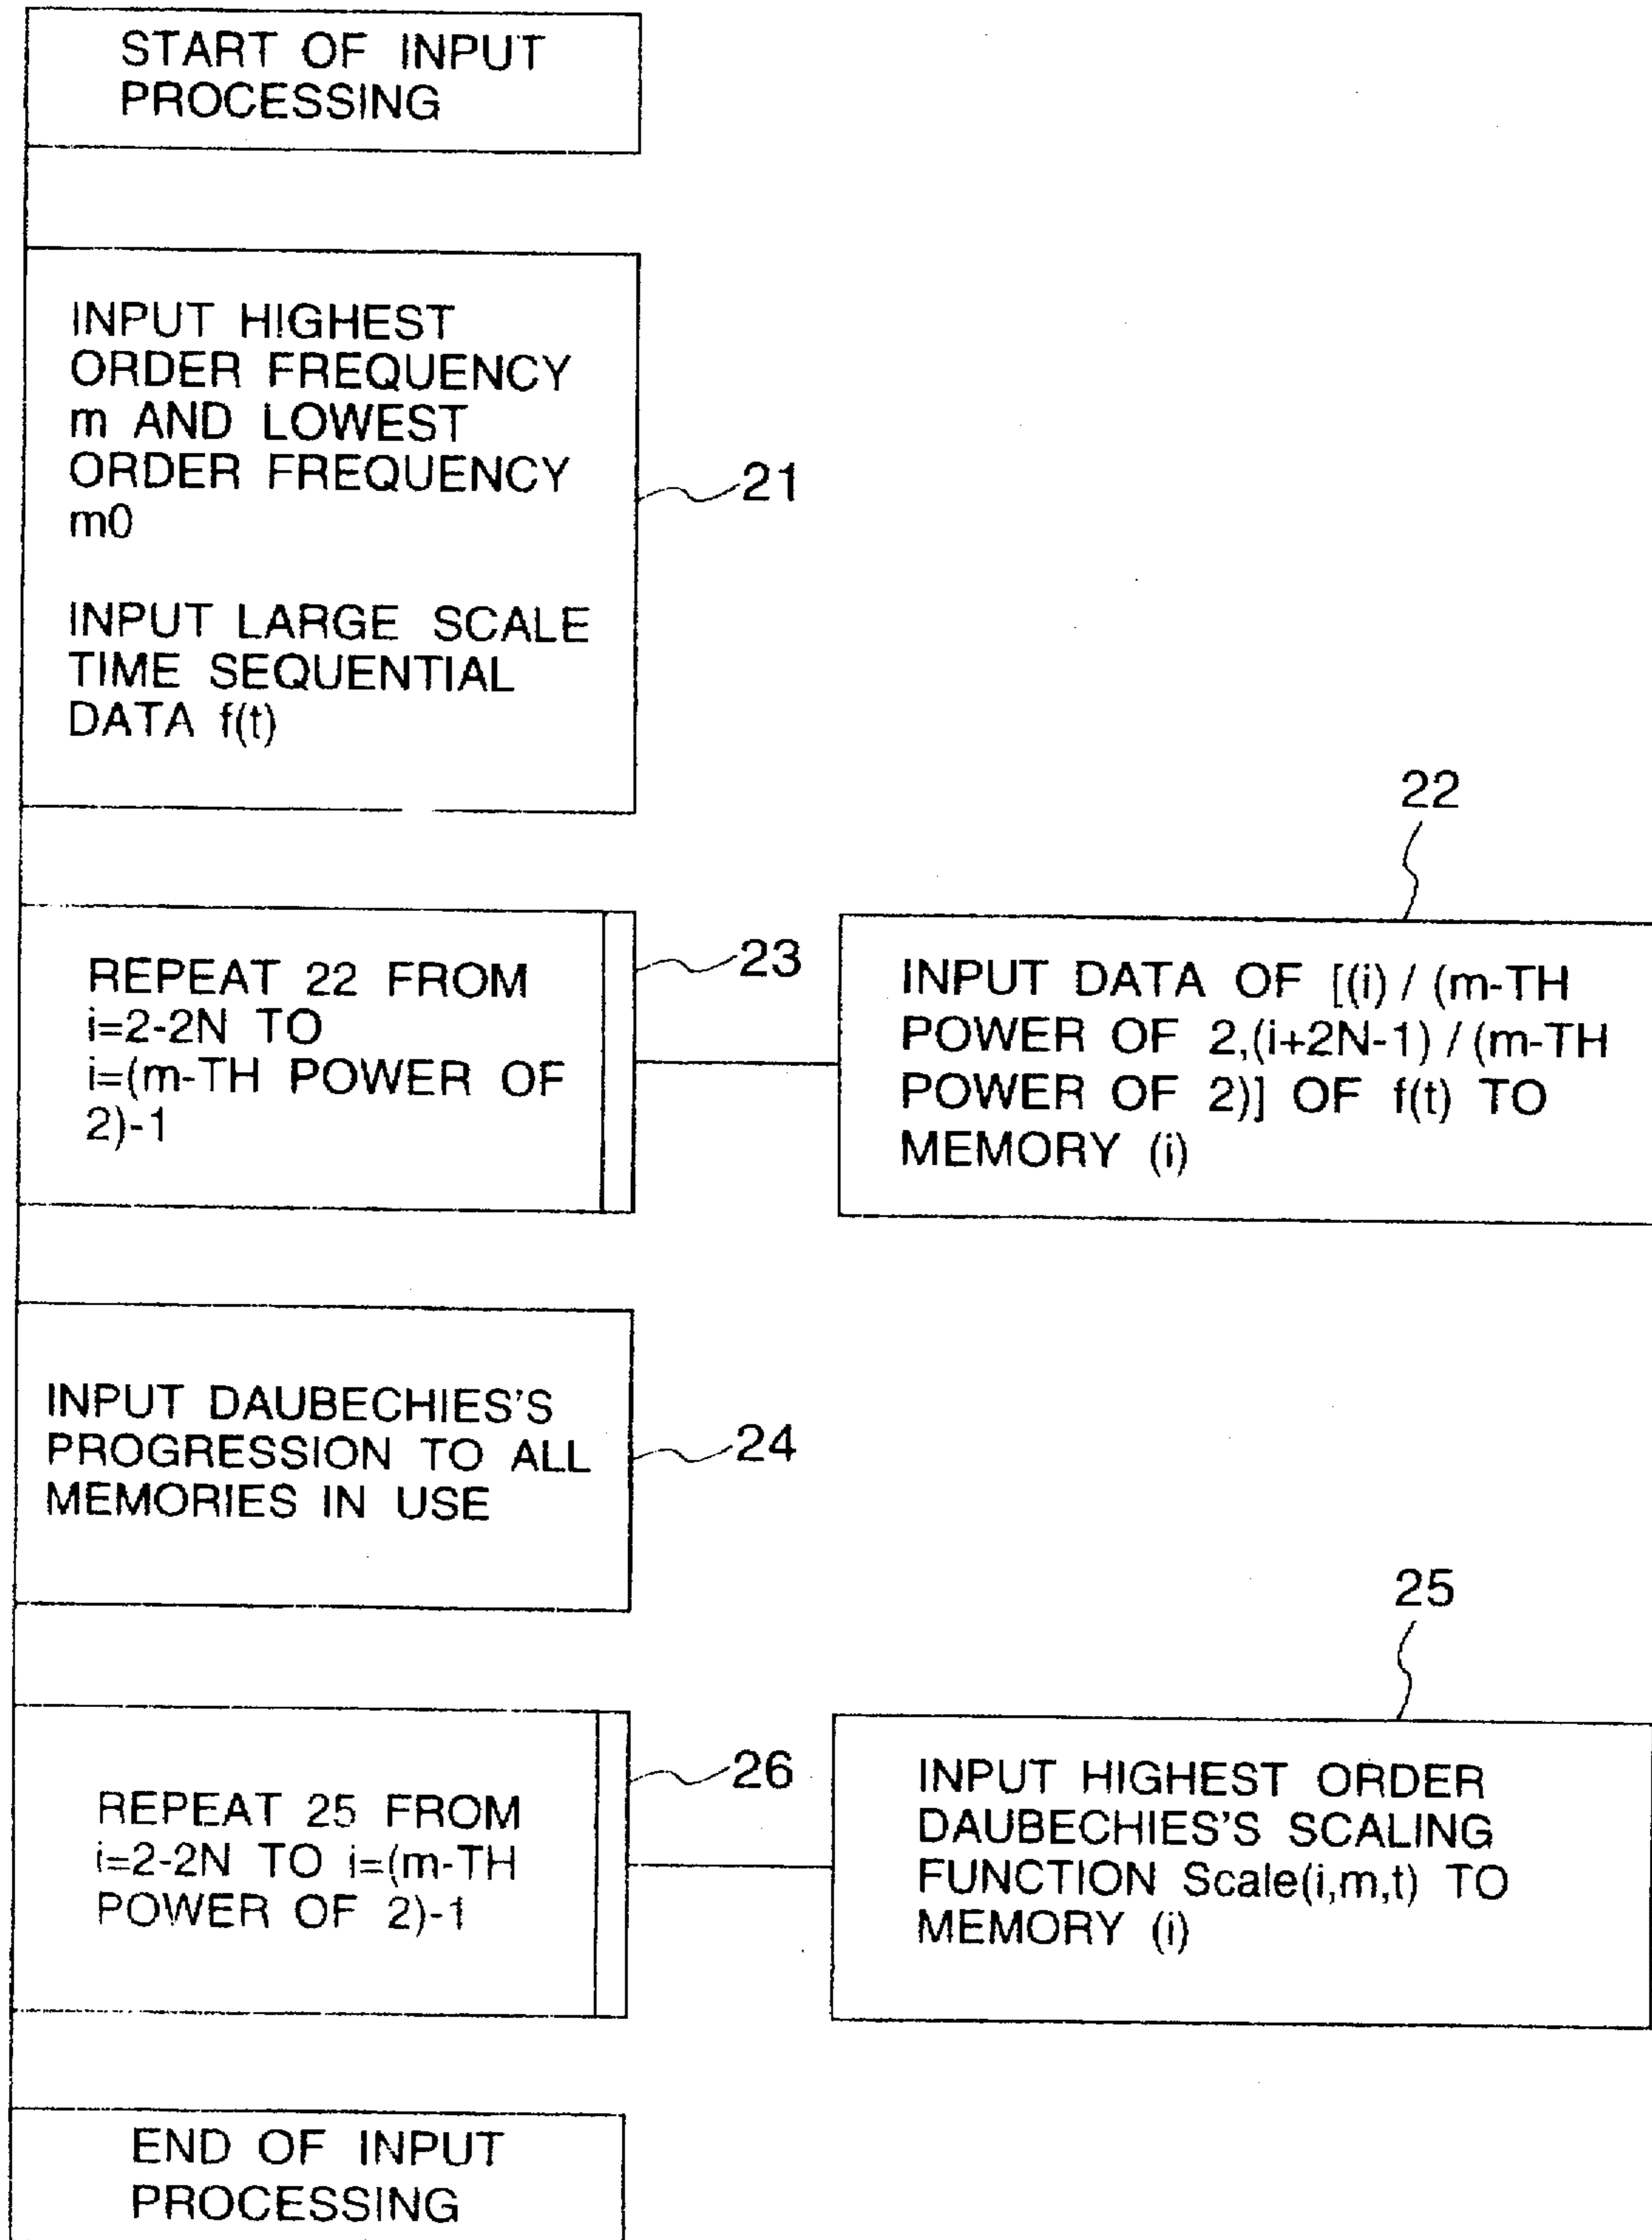 START OF INPUT
PROCESSING
INPUT HIGHEST
ORDER FREQUENCY
m AND LOWEST
ORDER FREQUENCY
m0
INPUT LARGE SCALE
TIME SEQUENTIAL
DATA f(t)
21
22
REPEAT 22 FROM
i=2-2N TO
i=(m-TH POWER OF
2)-1
23
INPUT DATA OF [(i) / (m-TH
POWER OF 2,(i+2N-1) / (m-TH
POWER OF 2)] OF f(t) TO
MEMORY (i)
INPUT DAUBECHIES'S
PROGRESSION TO ALL
MEMORIES IN USE
24
25
REPEAT 25 FROM
i=2-2N TO i=(m-TH
POWER OF 2)-1
26
INPUT HIGHEST ORDER
DAUBECHIES'S SCALING
FUNCTION Scale(i,m,t) TO
MEMORY (i)
END OF INPUT
PROCESSING